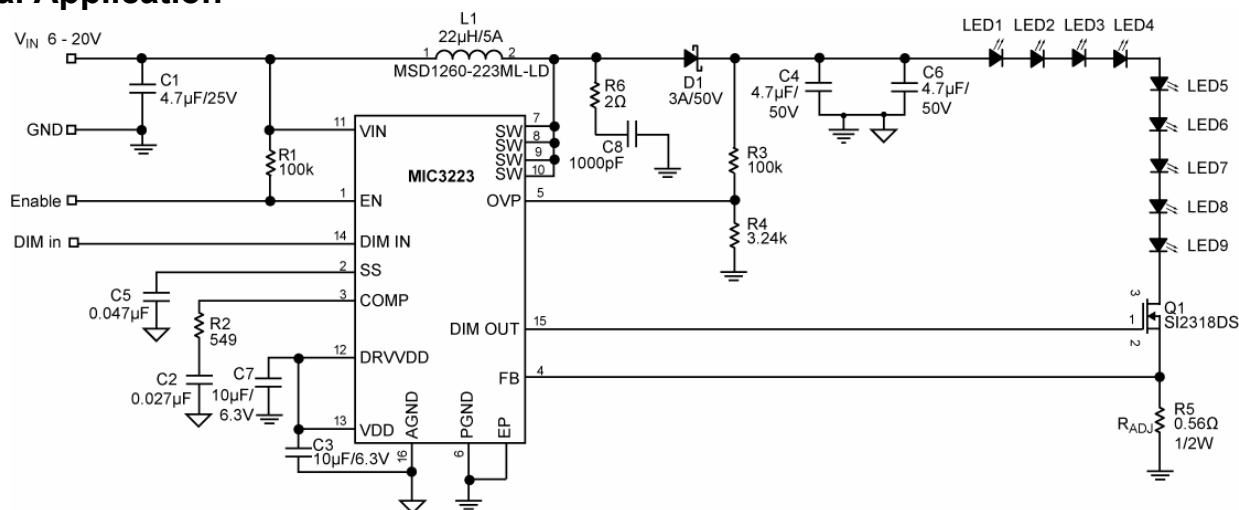 al Application
VIN 6 - 20V
L1
22µH/5A
1
2
MSD1260-223ML-LD
C1
4.7µF/25V
GND
R1
100k
Enable
DIM in
C5
0.047µF
R2
549
C2
0.027µF
C7
10µF/
6.3V
C3
10µF/6.3V
MIC3223
11
VIN
1
EN
14
DIM IN
2
SS
3
COMP
12
DRVVDD
13
VDD
16
AGND
6
PGND
EP
SW
7
SW
8
SW
9
SW
10
OVP
5
DIM OUT
15
FB
4
R6
2Ω
C8
1000pF
D1
3A/50V
R3
100k
R4
3.24k
C4
4.7µF/
50V
C6
4.7µF/
50V
LED1 LED2 LED3 LED4
LED5
LED6
LED7
LED8
LED9
3
1
2
Q1
SI2318DS
RADJ
R5
0.56Ω
1/2W